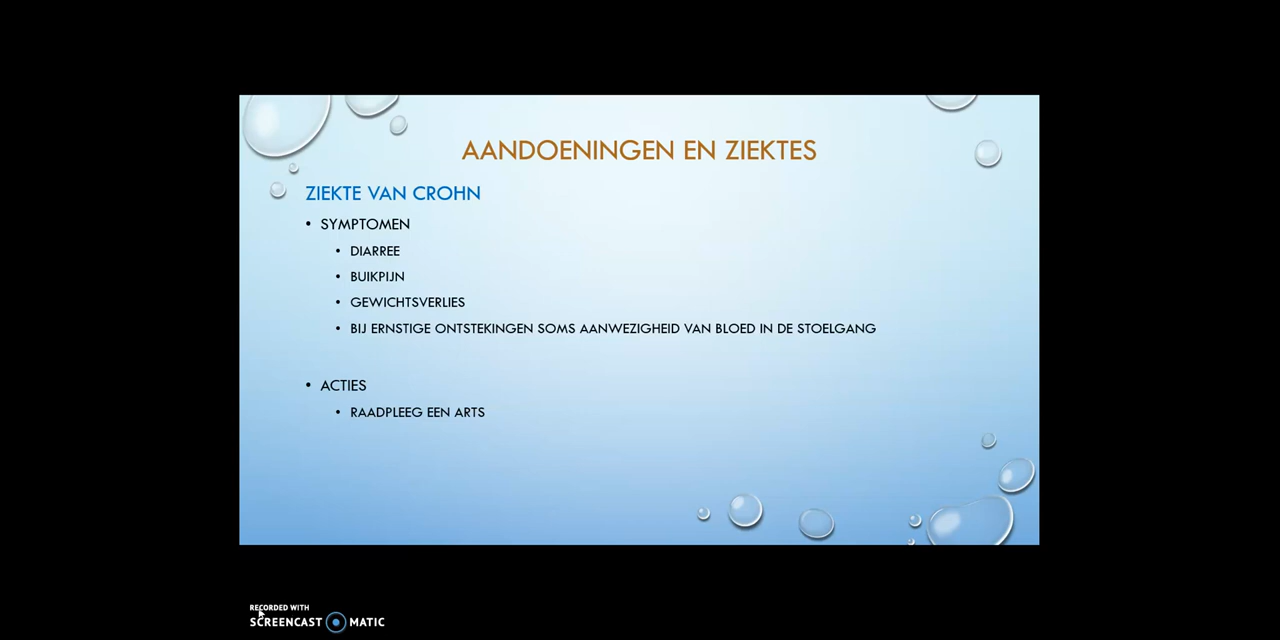 AANDOENINGEN EN ZIEKTES
ZIEKTE VAN CROHN
• SYMPTOMEN
• DIARREE
• BUIKPIJN
• GEWICHTSVERLIES
• BIJ ERNSTIGE ONTSTEKINGEN SOMS AANWEZIGHEID VAN BLOED IN DE STOELGANG
• ACTIES
• RAADPLEEG EEN ARTS
RECORDED WITH
SCREENCAST MATIC